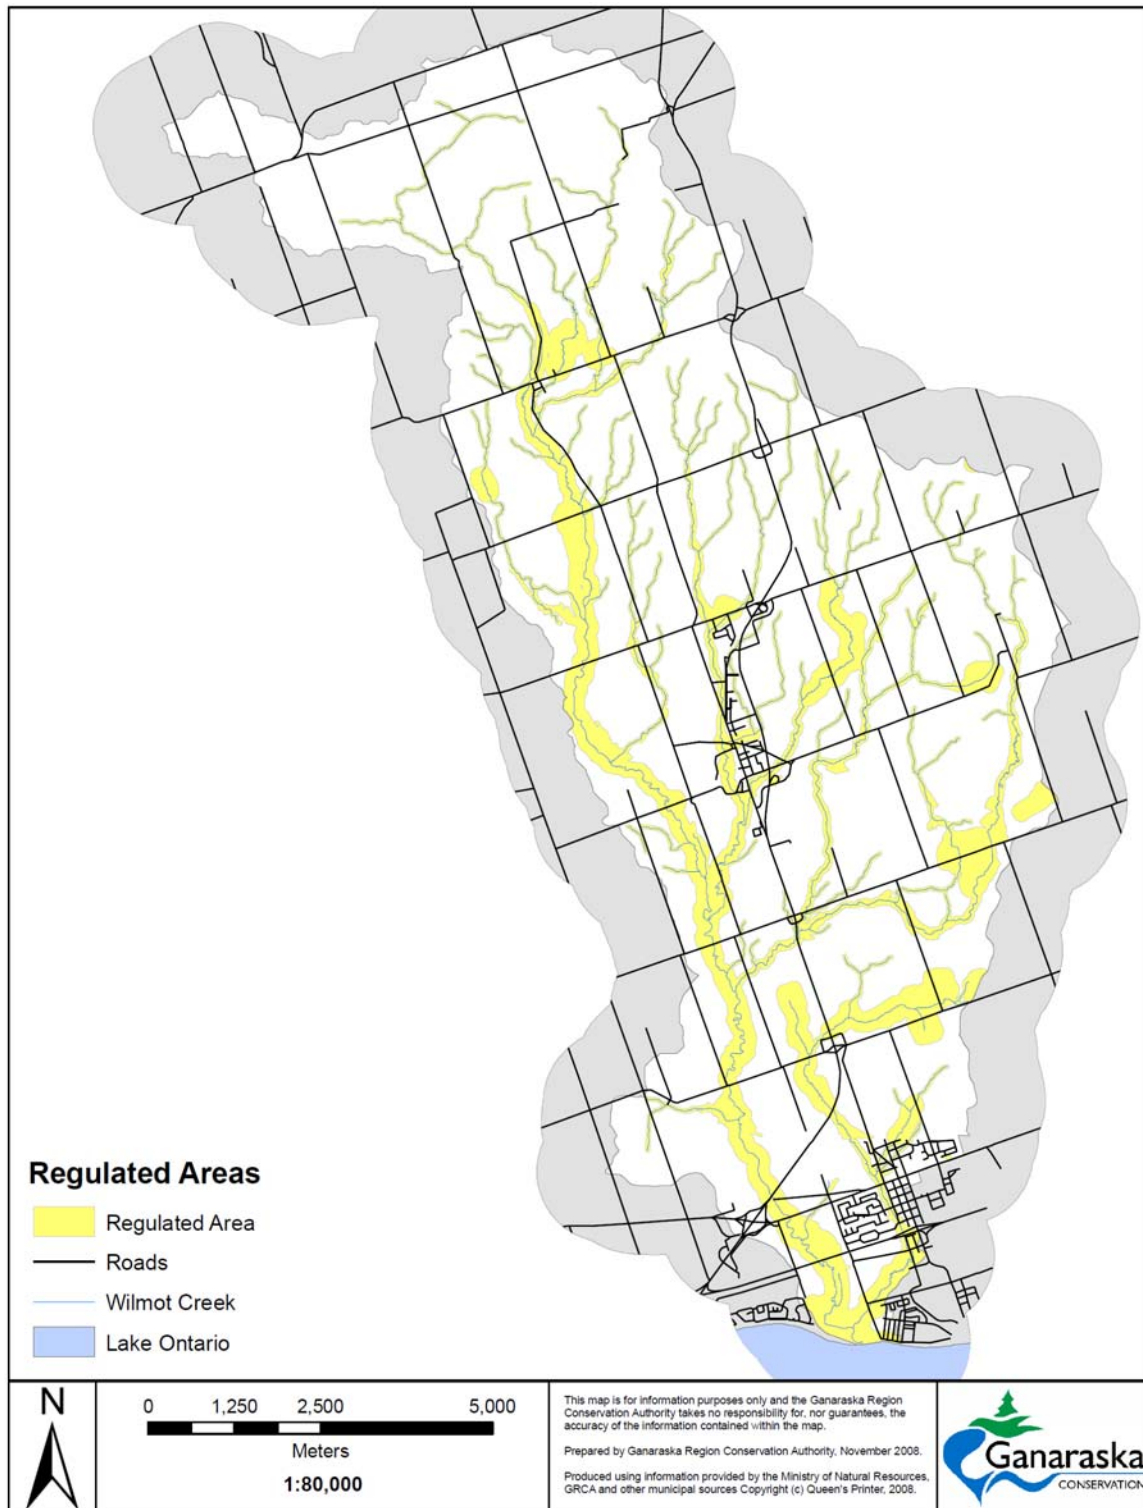 Regulated Areas
Regulated Area
Roads
Wilmot Creek
Lake Ontario
N
0 1,250 2,500 5,000
Meters
1:80,000
This map is for information purposes only and the Ganaraska Region
Conservation Authority takes no responsibility for, nor guarantees, the
accuracy of the information contained within the map.
Prepared by Ganaraska Region Conservation Authority, November 2008.
Produced using information provided by the Ministry of Natural Resources,
GRCA and other municipal sources Copyright (c) Queen's Printer, 2008.
Ganaraska
CONSERVATION